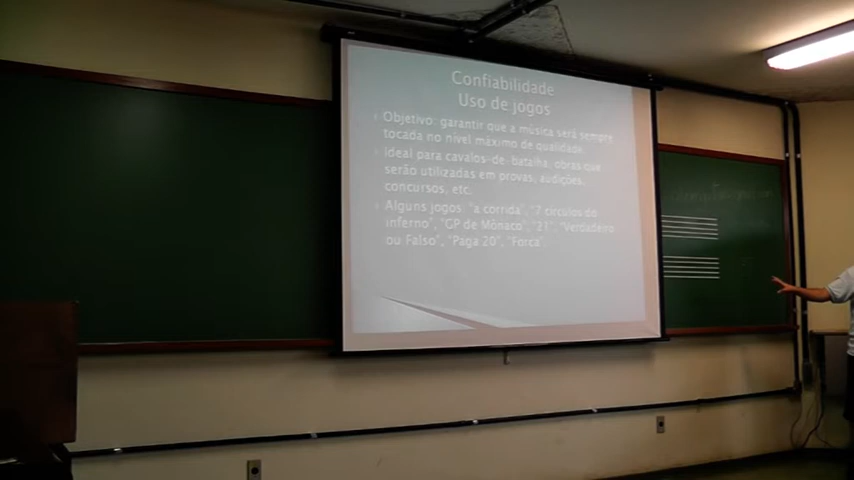 Confiabilidade
Uso de jogos
Objetivo: garantir que a música será sempre
tocada no nível máximo de qualidade.
Ideal para cavalos-de-batalha, obras que
serão utilizadas em provas, audições,
concursos, etc.
Alguns jogos: "a corrida", "7 círculos do
inferno", "GP de Mônaco", "21", "Verdadeiro
ou Falso", "Paga 20", "Forca".